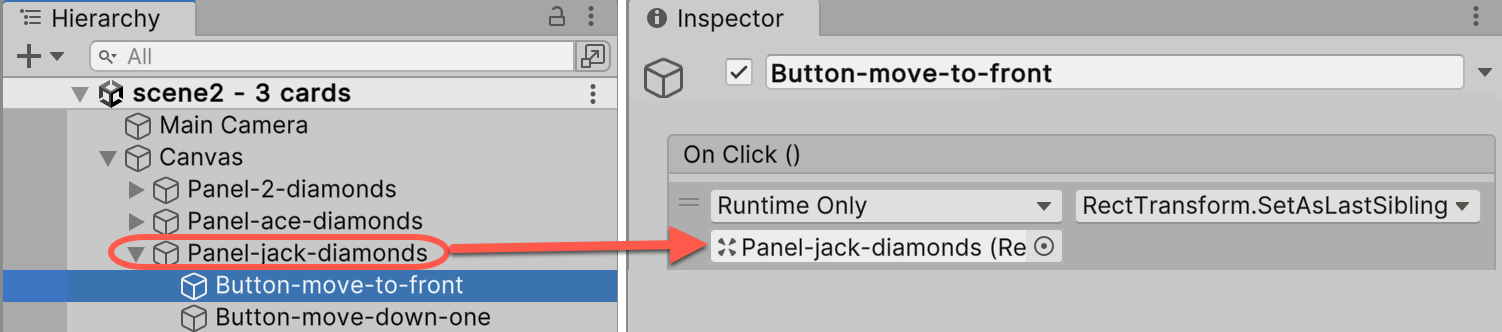 Hierarchy
All
scene2 - 3 cards
Main Camera
Canvas
Panel-2-diamonds
Panel-ace-diamonds
Panel-jack-diamonds
Button-move-to-front
Button-move-down-one
Inspector
Button-move-to-front
On Click ()
Runtime Only
RectTransform.SetAsLastSibling
Panel-jack-diamonds (Re